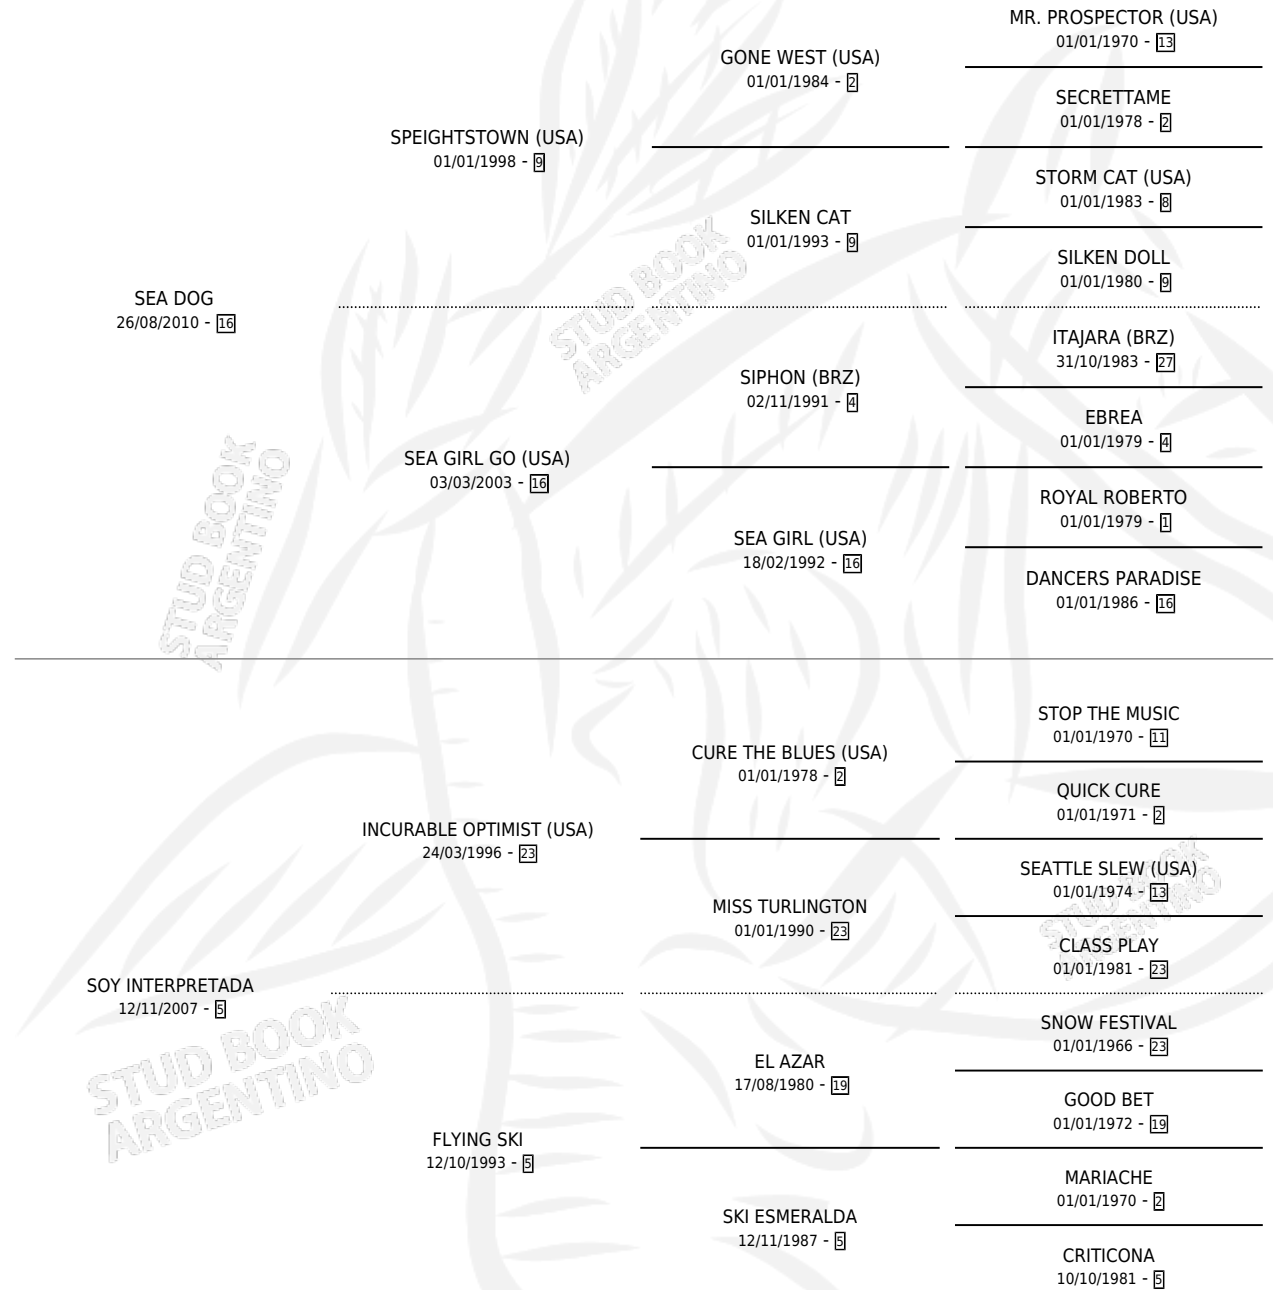 MR. PROSPECTOR (USA)
01/01/1970 - 13
GONE WEST (USA)
01/01/1984 - 2
SECRETTAME
01/01/1978 - 2
SPEIGHTSTOWN (USA)
01/01/1998 - 9
STORM CAT (USA)
01/01/1983 - 8
SILKEN CAT
01/01/1993 - 9
SILKEN DOLL
01/01/1980 - 9
SEA DOG
26/08/2010 - 16
STUD BOOK
ARGENTINO
ITAJARA (BRZ)
31/10/1983 - 27
SIPHON (BRZ)
02/11/1991 - 4
EBREA
01/01/1979 - 4
SEA GIRL GO (USA)
03/03/2003 - 16
ROYAL ROBERTO
01/01/1979 - 1
SEA GIRL (USA)
18/02/1992 - 16
DANCERS PARADISE
01/01/1986 - 16
STUD BOOK
ARGENTINO
STOP THE MUSIC
01/01/1970 - 11
CURE THE BLUES (USA)
01/01/1978 - 2
QUICK CURE
01/01/1971 - 2
INCURABLE OPTIMIST (USA)
24/03/1996 - 23
SEATTLE SLEW (USA)
01/01/1974 - 13
MISS TURLINGTON
01/01/1990 - 23
CLASS PLAY
01/01/1981 - 23
STUD BOOK
ARGENTINO
SOY INTERPRETADA
12/11/2007 - 5
SNOW FESTIVAL
01/01/1966 - 23
EL AZAR
17/08/1980 - 19
GOOD BET
01/01/1972 - 19
FLYING SKI
12/10/1993 - 5
MARIACHE
01/01/1970 - 2
SKI ESMERALDA
12/11/1987 - 5
CRITICONA
10/10/1981 - 5
STUD BOOK
ARGENTINO